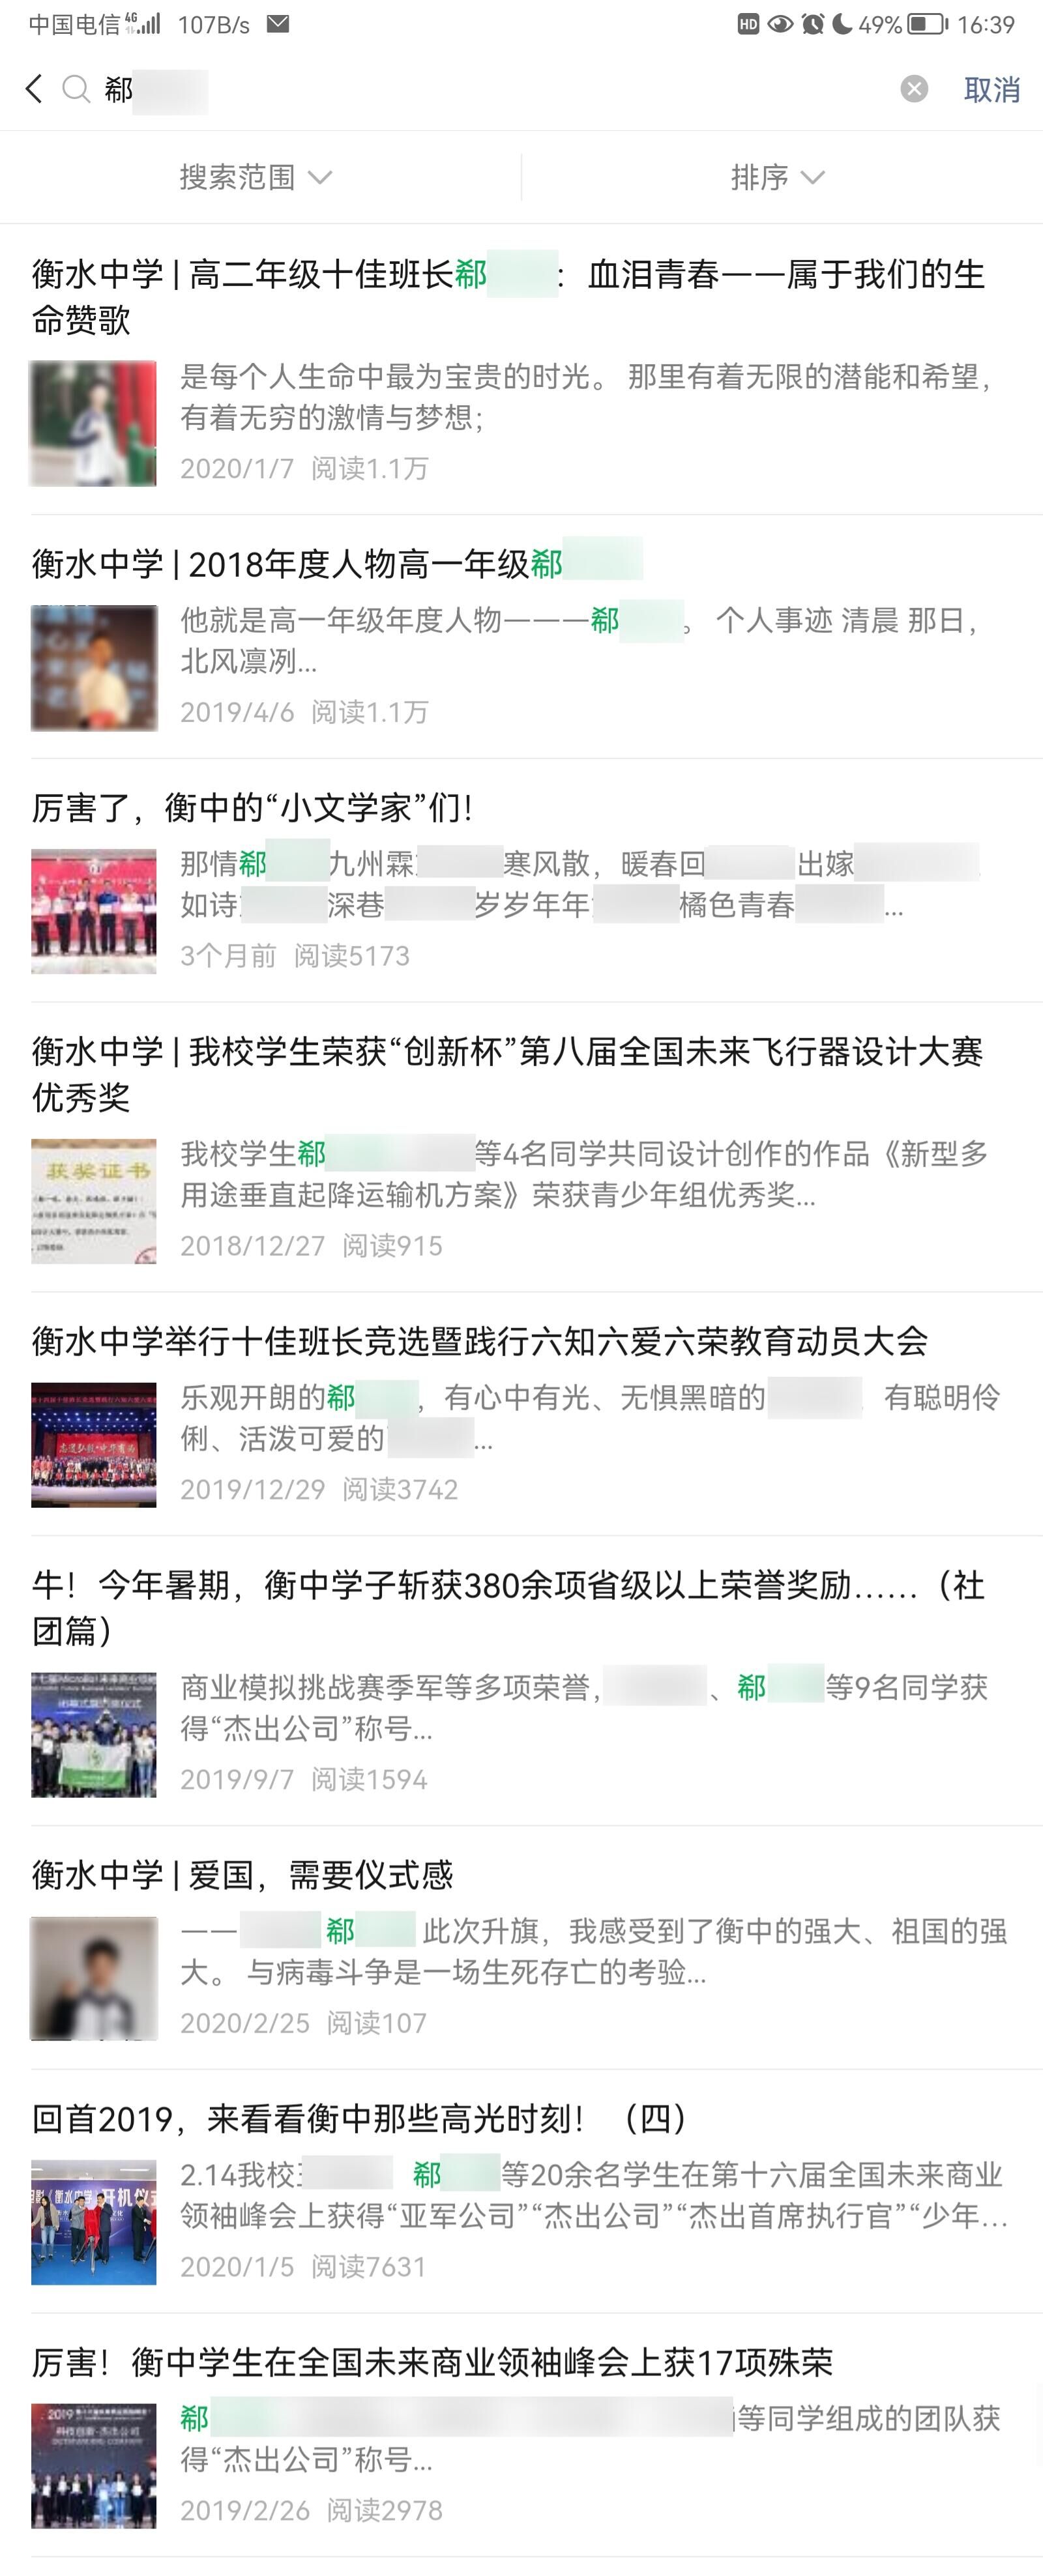 中国电信 4G 107B/s HD 49% 16:39
郗 取消
搜索范围 排序
衡水中学 | 高二年级十佳班长郗 ：血泪青春——属于我们的生
命赞歌
是每个人生命中最为宝贵的时光。 那里有着无限的潜能和希望，
有着无穷的激情与梦想；
2020/1/7 阅读1.1万
衡水中学 | 2018年度人物高一年级郗
他就是高一年级年度人物———郗 。 个人事迹 清晨 那日，
北风凛冽...
2019/4/6 阅读1.1万
厉害了，衡中的“小文学家”们！
那情郗 九州霖 寒风散，暖春回 出嫁
如诗 深巷 岁岁年年 橘色青春 ...
3个月前 阅读5173
衡水中学 | 我校学生荣获“创新杯”第八届全国未来飞行器设计大赛
优秀奖
获奖证书
我校学生郗 等4名同学共同设计创作的作品《新型多
用途垂直起降运输机方案》荣获青少年组优秀奖...
2018/12/27 阅读915
衡水中学举行十佳班长竞选暨践行六知六爱六荣教育动员大会
乐观开朗的郗 ，有心中有光、无惧黑暗的 有聪明伶
俐、活泼可爱的 ...
2019/12/29 阅读3742
牛！今年暑期，衡中学子斩获380余项省级以上荣誉奖励……（社
团篇）
商业模拟挑战赛季军等多项荣誉， 、郗 等9名同学获
得“杰出公司”称号...
2019/9/7 阅读1594
衡水中学 | 爱国，需要仪式感
—— 郗 此次升旗，我感受到了衡中的强大、祖国的强
大。 与病毒斗争是一场生死存亡的考验...
2020/2/25 阅读107
回首2019，来看看衡中那些高光时刻！（四）
2.14我校 郗 等20余名学生在第十六届全国未来商业
领袖峰会上获得“亚军公司”“杰出公司”“杰出首席执行官”“少年...
2020/1/5 阅读7631
厉害！衡中学生在全国未来商业领袖峰会上获17项殊荣
郗 等同学组成的团队获
得“杰出公司”称号...
2019/2/26 阅读2978